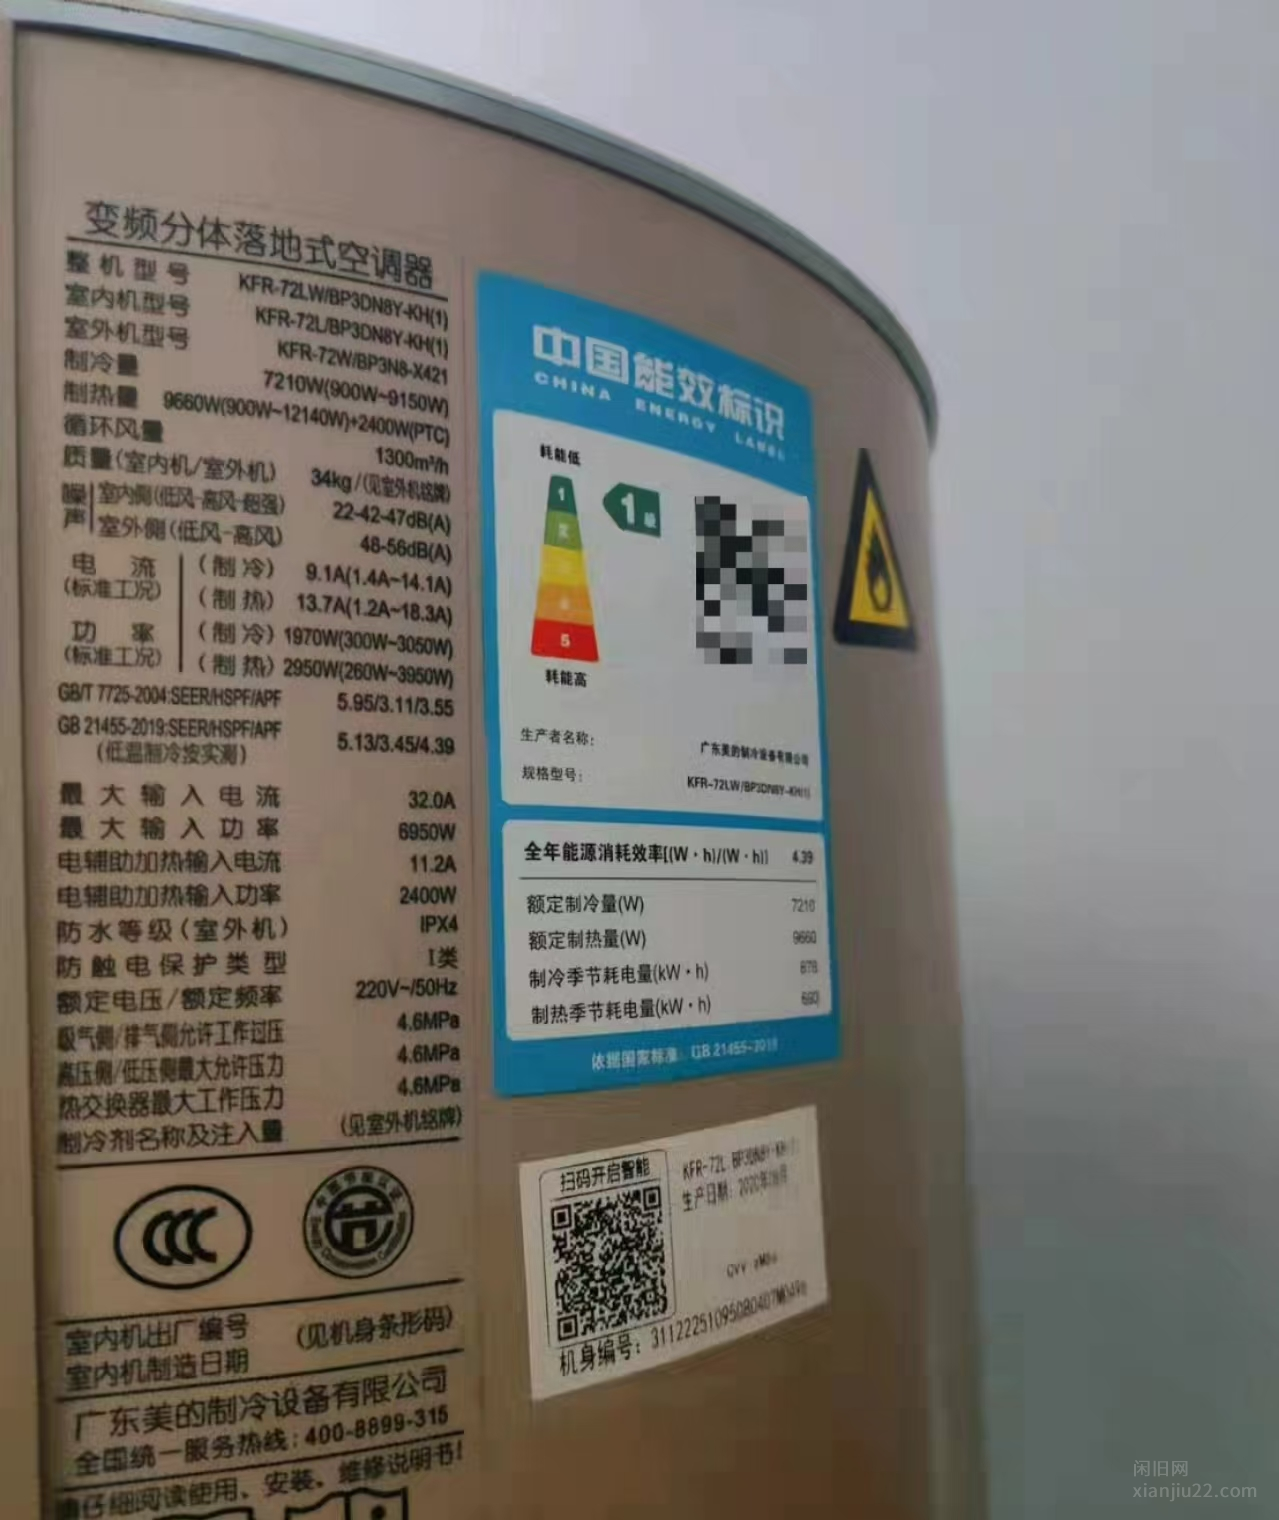 变频分体落地式空调器
整机型号 KFR-72LW/BP3DN8Y-KH(1)
室内机型号 KFR-72L/BP3DN8Y-KH(1)
室外机型号 KFR-72W/BP3N8-X421
制冷量 7210W(900W~9150W)
制热量 9660W(900W~12140W)+2400W(PTC)
循环风量 1300m³/h
质量(室内机/室外机) 34kg/(见室外机铭牌)
噪声 室内侧(低风-高风-超强) 22-42-47dB(A)
室外侧(低风-高风) 48-56dB(A)
电流(标准工况) (制冷) 9.1A(1.4A~14.1A)
(制热) 13.7A(1.2A~18.3A)
功率(标准工况) (制冷) 1970W(300W~3050W)
(制热) 2950W(260W~3950W)
GB/T 7725-2004:SEER/HSPF/APF 5.95/3.11/3.55
GB 21455-2019:SEER/HSPF/APF 5.13/3.45/4.39
(低温制冷按实测)
最大输入电流 32.0A
最大输入功率 6950W
电辅助加热输入电流 11.2A
电辅助加热输入功率 2400W
防水等级(室外机) IPX4
防触电保护类型 I类
额定电压/额定频率 220V~/50Hz
吸气侧/排气侧允许工作过压 4.6MPa
高压侧/低压侧最大允许压力 4.6MPa
热交换器最大工作压力 4.6MPa
制冷剂名称及注入量 (见室外机铭牌)
CCC
室内机出厂编号 (见机身条形码)
室内机制造日期
广东美的制冷设备有限公司
全国统一服务热线:400-8899-315
请仔细阅读使用、安装、维修说明书!
中国能效标识
CHINA ENERGY LABEL
耗能低
1
1级
2
5
耗能高
生产者名称: 广东美的制冷设备有限公司
规格型号: KFR-72LW/BP3DN8Y-KH(1)
全年能源消耗效率[(W·h)/(W·h)] 4.39
额定制冷量(W) 7210
额定制热量(W) 9660
制冷季节耗电量(kW·h)
制热季节耗电量(kW·h)
依据国家标准: GB 21455-2019
扫码开启智能
KFR-72L/BP3DN8Y-KH(1)
生产日期:
机身编号:
闲旧网
xianjiu22.com